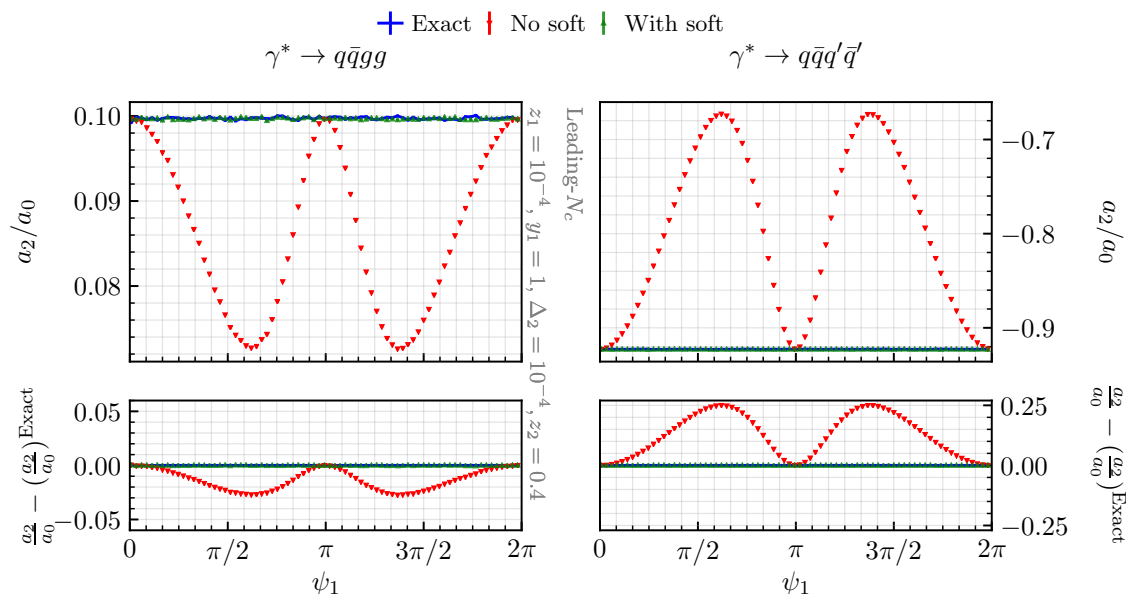 Exact No soft With soft
γ* → qq̄gg
γ* → qq̄q′q̄′
0.10
0.09
0.08
a₂/a₀
z₁ = 10⁻⁴, y₁ = 1, Δ₂ = 10⁻⁴, z₂ = 0.4
Leading-N_c
−0.7
−0.8
−0.9
a₂/a₀
0.05
0.00
−0.05
a₂/a₀ − (a₂/a₀)^Exact
0.25
0.00
−0.25
a₂/a₀ − (a₂/a₀)^Exact
0 π/2 π 3π/2 2π
0 π/2 π 3π/2 2π
ψ₁
ψ₁